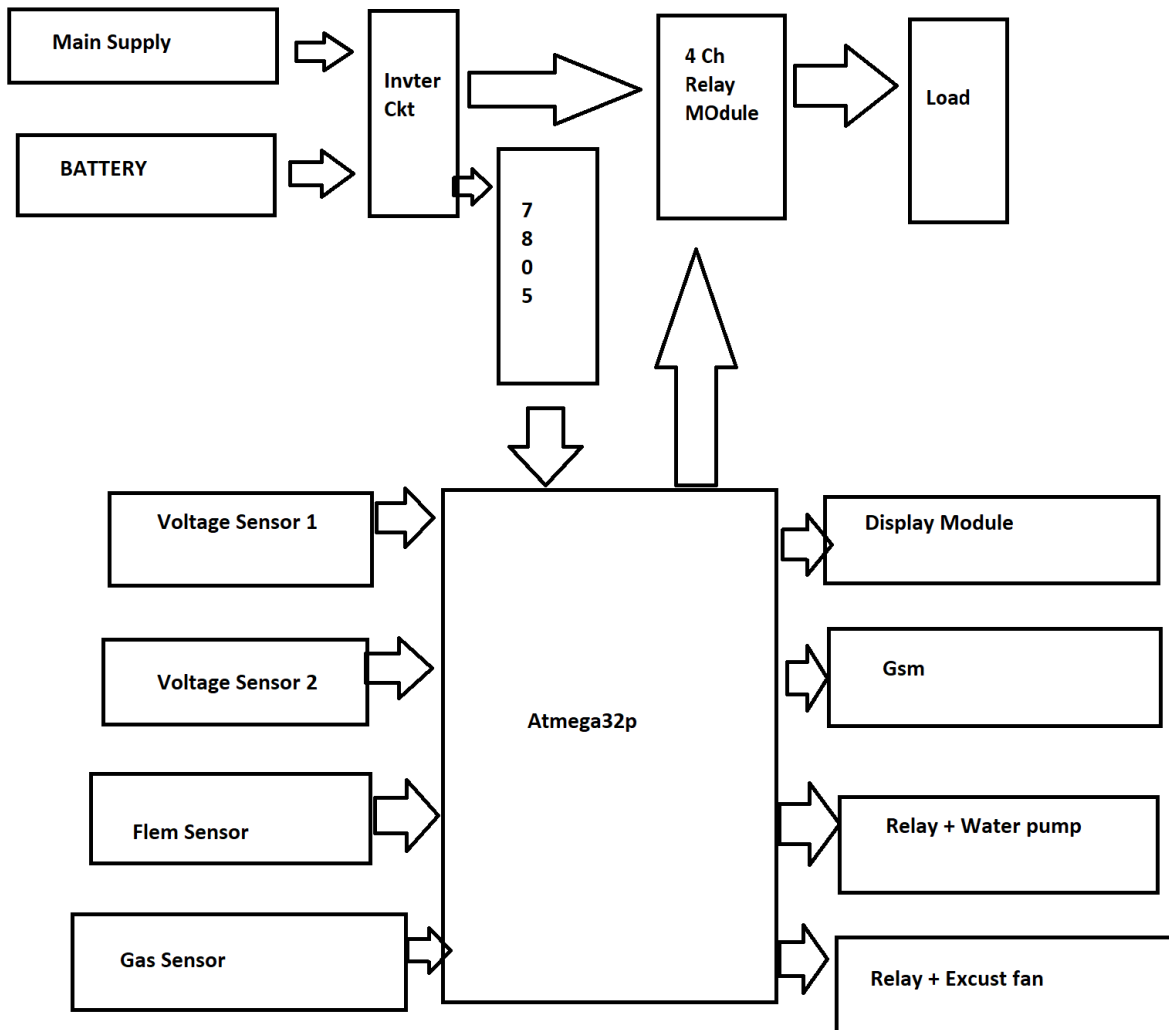 Main Supply
BATTERY
Invter
Ckt
4 Ch
Relay
MOdule
Load
7
8
0
5
Voltage Sensor 1
Voltage Sensor 2
Flem Sensor
Gas Sensor
Atmega32p
Display Module
Gsm
Relay + Water pump
Relay + Excust fan